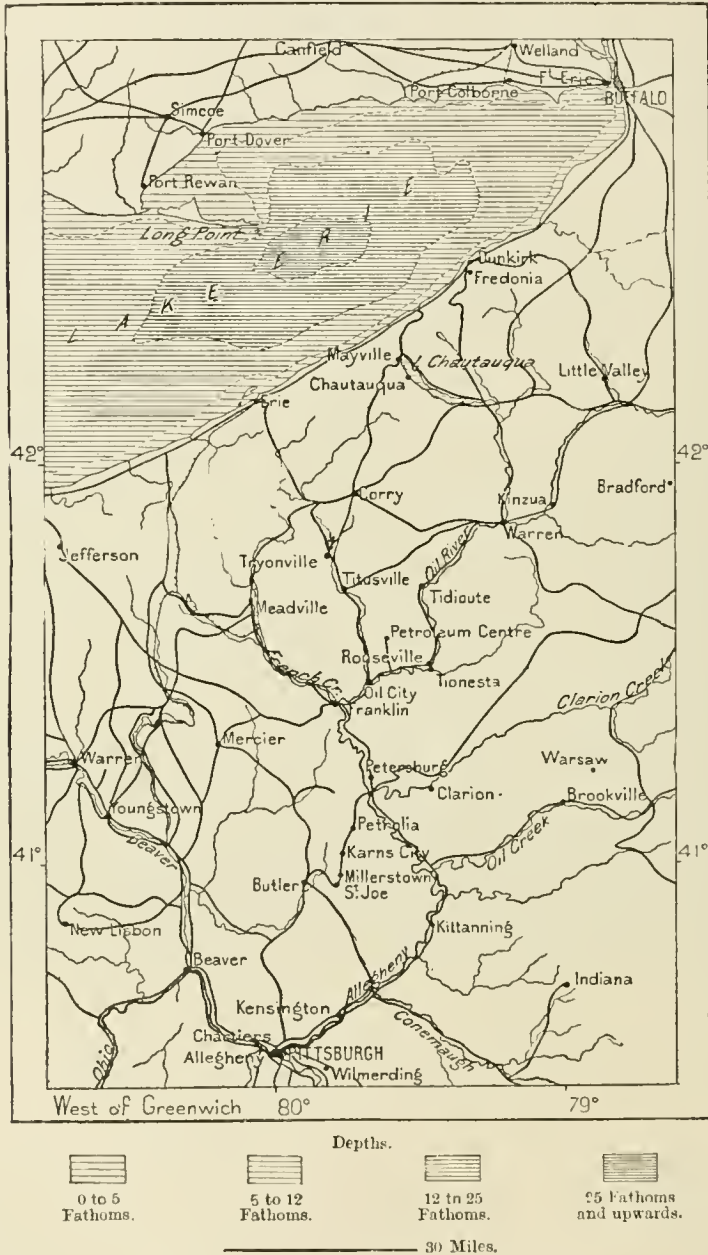 Canfield
Welland
Ft. Erie
Port Colborne
BUFFALO
Simcoe
Port Dover
Port Rewan
Long Point
L A K E E R I E
Dunkirk
Fredonia
Mayville
L. Chautauqua
Chautauqua
Little Valley
Erie
42°
42°
Corry
Kinzua
Bradford
Warren
Jefferson
Tryonville
Titusville
Oil River
Tidioute
Meadville
Petroleum Centre
Rouseville
French Cr.
Tionesta
Oil City
Franklin
Clarion Creek
Mercier
Warren
Petersburg
Warsaw
Clarion
Brookville
Youngstown
Petrolia
Beaver
Oil Creek
41°
41°
Karns City
Butler
Millerstown
St. Joe
New Lisbon
Kittanning
Beaver
Allegheny
Indiana
Kensington
Ohio
Chartiers
Conemaugh
Allegheny
PITTSBURGH
Wilmerding
West of Greenwich
80°
79°
Depths.
0 to 5
Fathoms.
5 to 12
Fathoms.
12 to 25
Fathoms.
25 Fathoms
and upwards.
30 Miles.